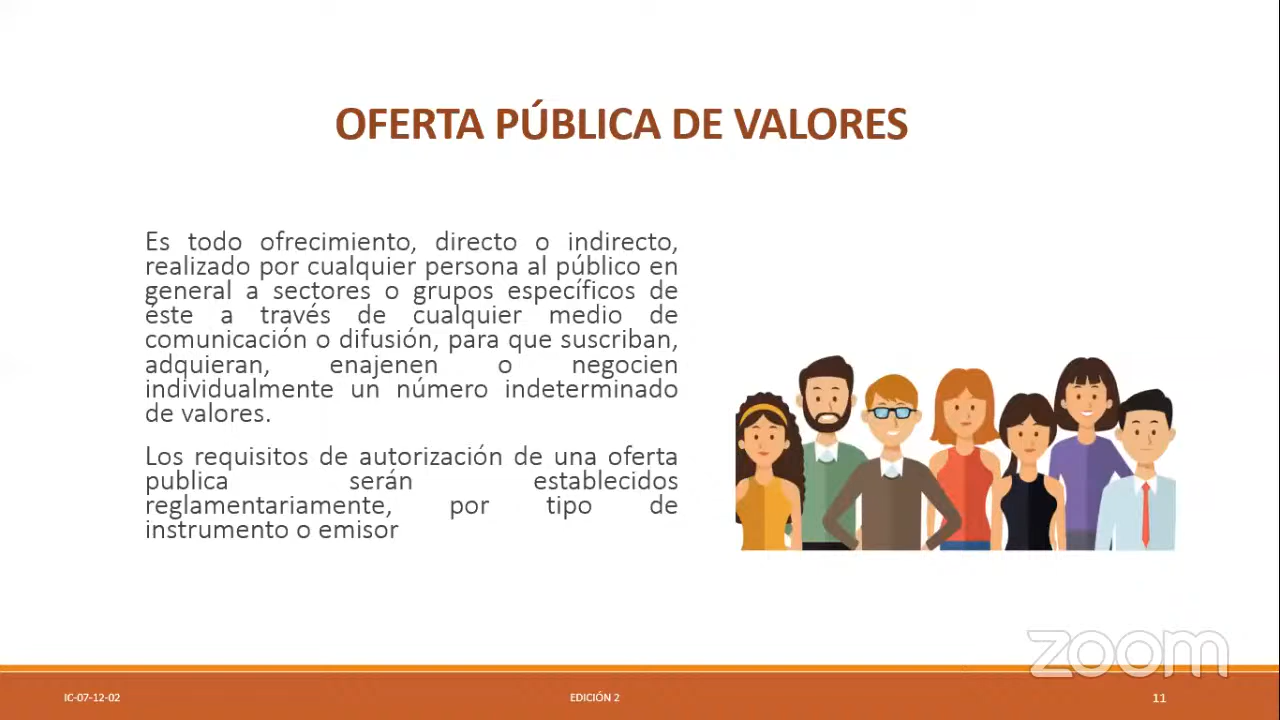 OFERTA PÚBLICA DE VALORES
Es todo ofrecimiento, directo o indirecto,
realizado por cualquier persona al público en
general a sectores o grupos específicos de
éste a través de cualquier medio de
comunicación o difusión, para que suscriban,
adquieran, enajenen o negocien
individualmente un número indeterminado
de valores.
Los requisitos de autorización de una oferta
publica serán establecidos
reglamentariamente, por tipo de
instrumento o emisor
zoom
IC-07-12-02
EDICIÓN 2
11